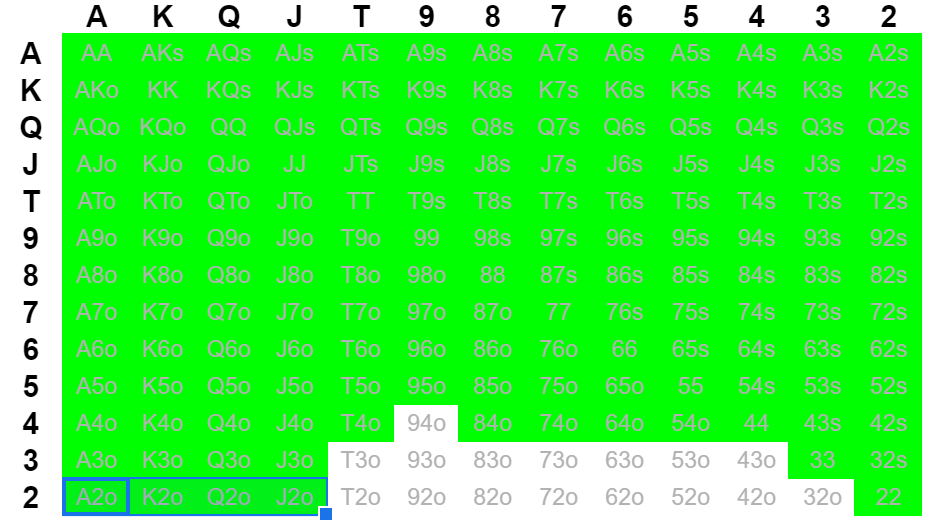 A K Q J T 9 8 7 6 5 4 3 2
A AA AKs AQs AJs ATs A9s A8s A7s A6s A5s A4s A3s A2s
K AKo KK KQs KJs KTs K9s K8s K7s K6s K5s K4s K3s K2s
Q AQo KQo QQ QJs QTs Q9s Q8s Q7s Q6s Q5s Q4s Q3s Q2s
J AJo KJo QJo JJ JTs J9s J8s J7s J6s J5s J4s J3s J2s
T ATo KTo QTo JTo TT T9s T8s T7s T6s T5s T4s T3s T2s
9 A9o K9o Q9o J9o T9o 99 98s 97s 96s 95s 94s 93s 92s
8 A8o K8o Q8o J8o T8o 98o 88 87s 86s 85s 84s 83s 82s
7 A7o K7o Q7o J7o T7o 97o 87o 77 76s 75s 74s 73s 72s
6 A6o K6o Q6o J6o T6o 96o 86o 76o 66 65s 64s 63s 62s
5 A5o K5o Q5o J5o T5o 95o 85o 75o 65o 55 54s 53s 52s
4 A4o K4o Q4o J4o T4o 94o 84o 74o 64o 54o 44 43s 42s
3 A3o K3o Q3o J3o T3o 93o 83o 73o 63o 53o 43o 33 32s
2 A2o K2o Q2o J2o T2o 92o 82o 72o 62o 52o 42o 32o 22